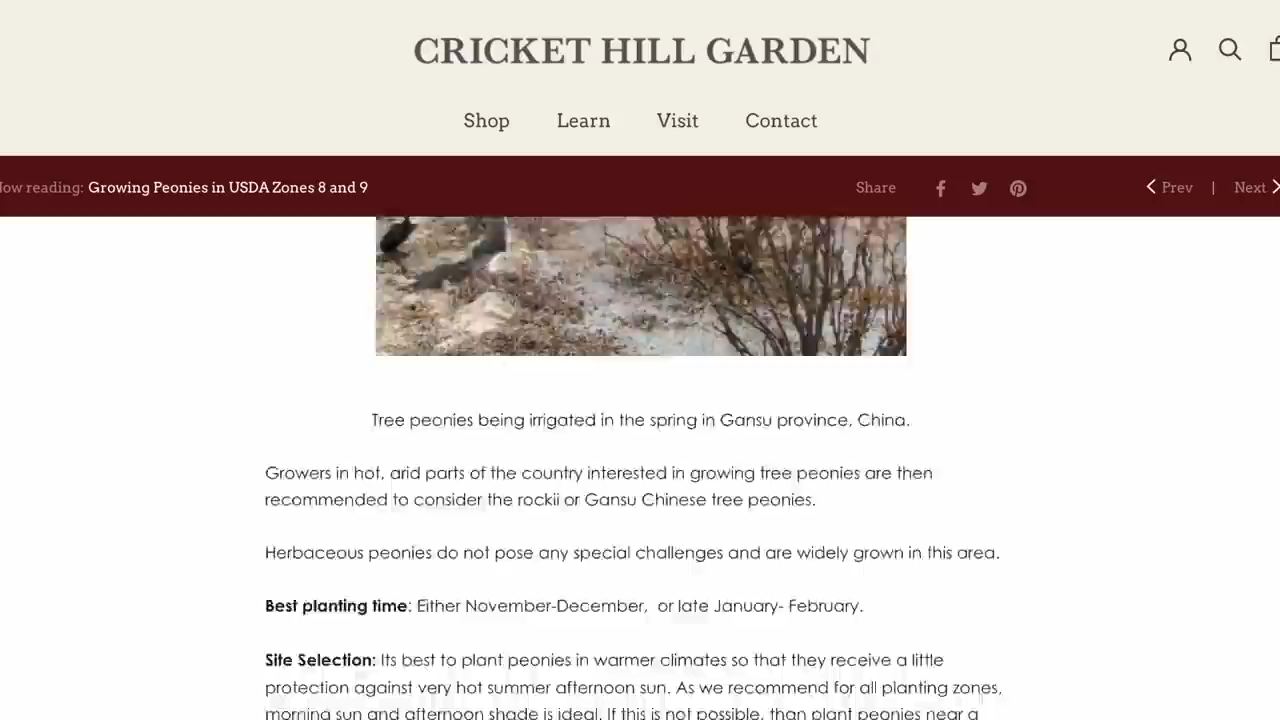 CRICKET HILL GARDEN
Shop Learn Visit Contact
reading: Growing Peonies in USDA Zones 8 and 9 Share Prev | Next
Tree peonies being irrigated in the spring in Gansu province, China.
Growers in hot, arid parts of the country interested in growing tree peonies are then
recommended to consider the rockii or Gansu Chinese tree peonies.
Herbaceous peonies do not pose any special challenges and are widely grown in this area.
Best planting time: Either November-December, or late January- February.
Site Selection: Its best to plant peonies in warmer climates so that they receive a little
protection against very hot summer afternoon sun. As we recommend for all planting zones,
morning sun and afternoon shade is ideal. If this is not possible, than plant peonies near a